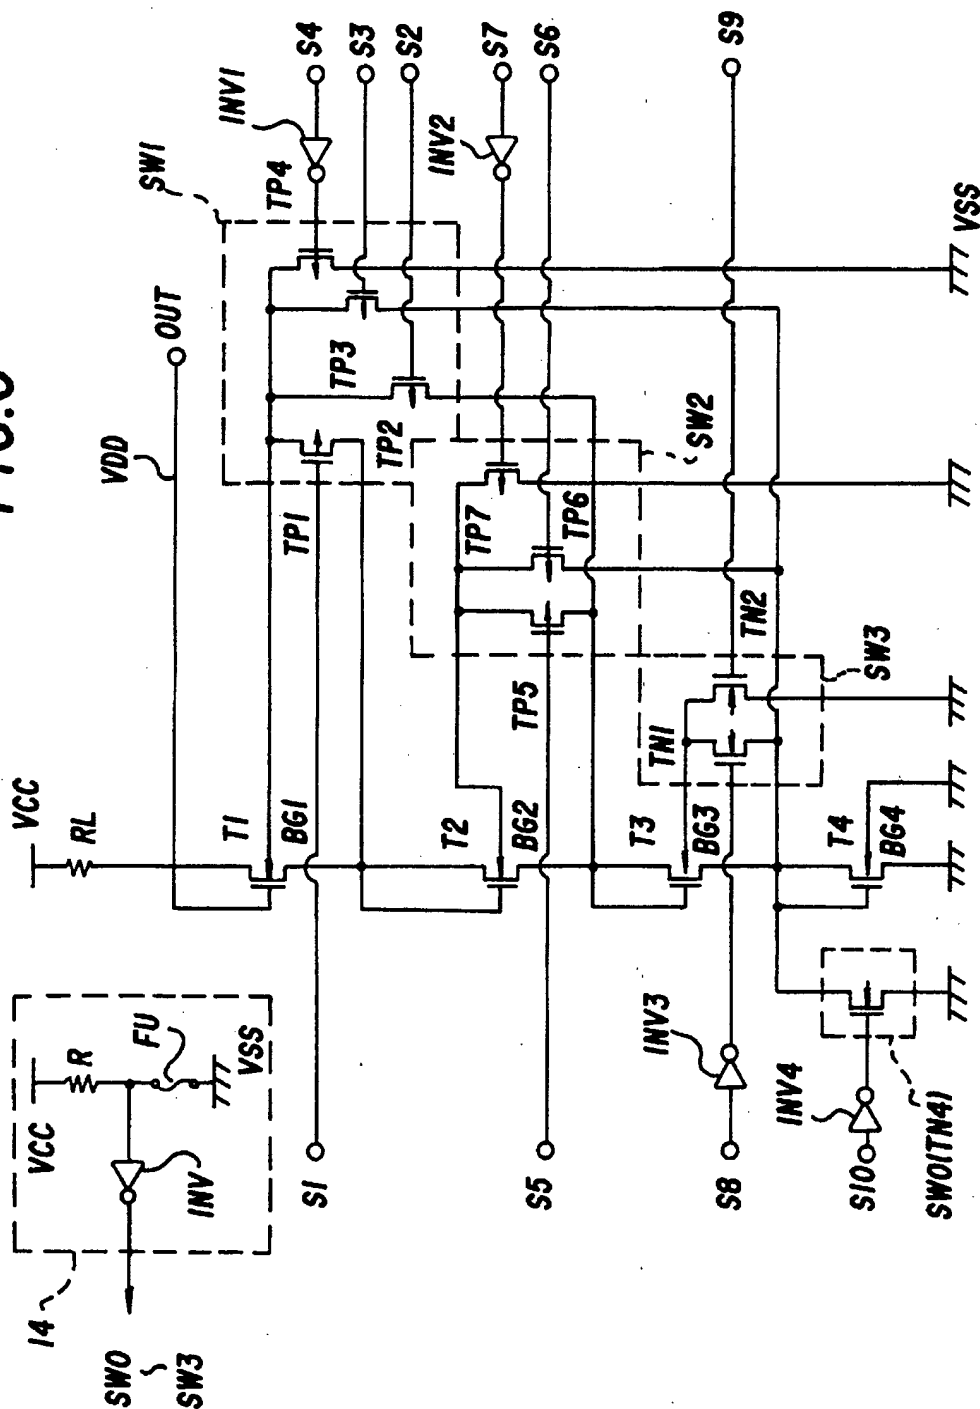 FIG.6
VCC
RL
VDD
OUT
SW1
INV1
S4
S3
S2
S7
S6
S9
INV2
TP4
TP3
TP2
TP1
TP7
TP6
TP5
SW2
T1
BG1
T2
BG2
T3
BG3
T4
BG4
TN1
TN2
SW3
VSS
14
VCC
R
FU
VSS
INV
SW0
~
SW3
S1
S5
S8
S10
INV3
INV4
SW0(TN4)